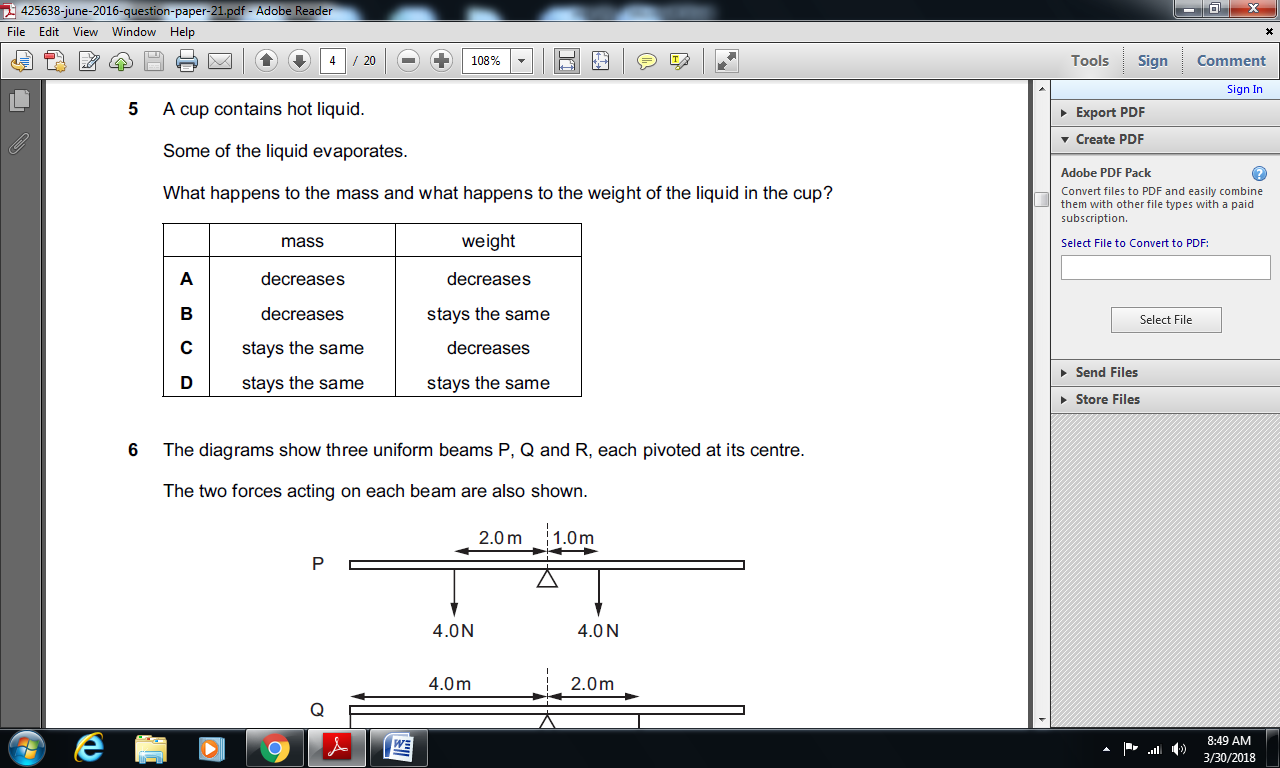 425638-june-2016-question-paper-21.pdf - Adobe Reader
File Edit View Window Help
4 / 20 108% Tools Sign Comment
Sign In
Export PDF
Create PDF
Adobe PDF Pack
Convert files to PDF and easily combine
them with other file types with a paid
subscription.
Select File to Convert to PDF:
Select File
Send Files
Store Files
5 A cup contains hot liquid.
Some of the liquid evaporates.
What happens to the mass and what happens to the weight of the liquid in the cup?
mass weight
A decreases decreases
B decreases stays the same
C stays the same decreases
D stays the same stays the same
6 The diagrams show three uniform beams P, Q and R, each pivoted at its centre.
The two forces acting on each beam are also shown.
2.0 m 1.0 m
P
4.0 N 4.0 N
4.0 m 2.0 m
Q
8:49 AM
3/30/2018